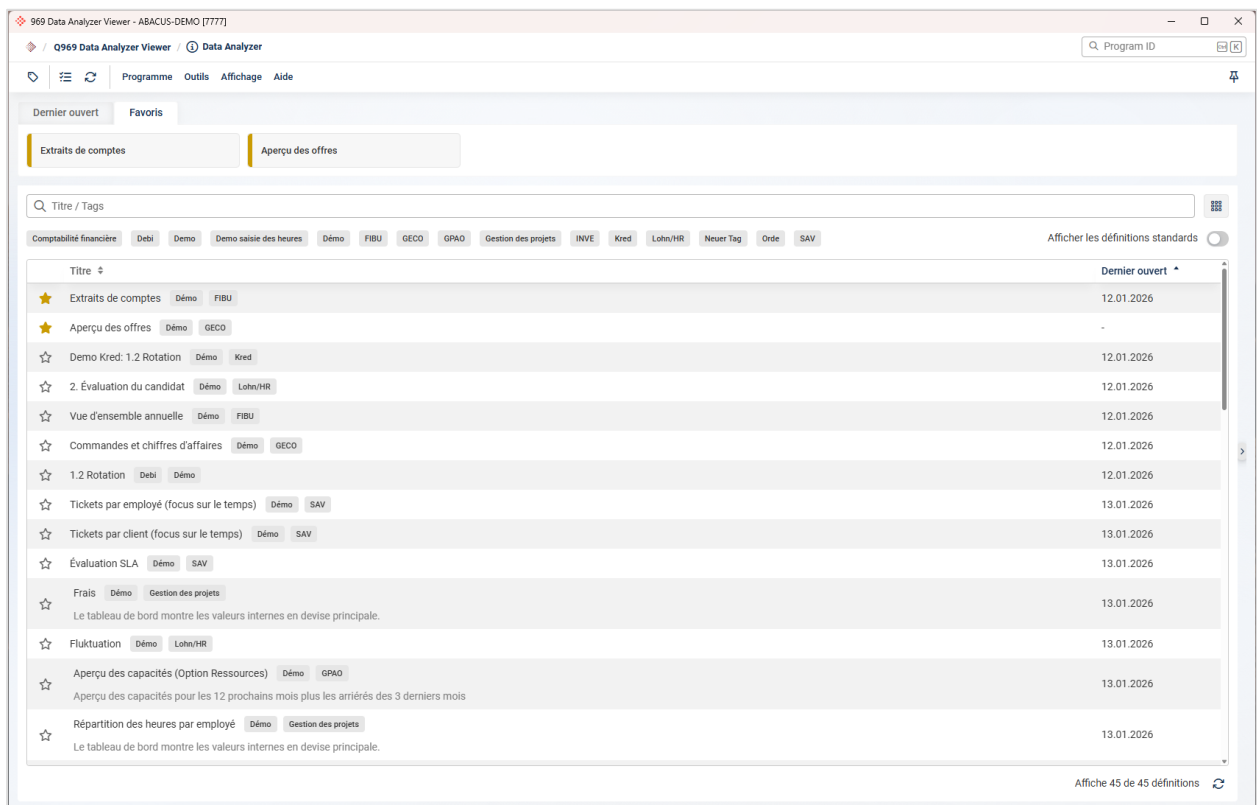 969 Data Analyzer Viewer - ABACUS-DEMO [7777]
/ Q969 Data Analyzer Viewer / Data Analyzer Program ID Ctrl K
Programme Outils Affichage Aide
Dernier ouvert Favoris
Extraits de comptes Aperçu des offres
Titre / Tags
Comptabilité financière Debi Demo Demo saisie des heures Démo FIBU GECO GPAO Gestion des projets INVE Kred Lohn/HR Neuer Tag Orde SAV Afficher les définitions standards
Titre Dernier ouvert
Extraits de comptes Démo FIBU 12.01.2026
Aperçu des offres Démo GECO -
Demo Kred: 1.2 Rotation Démo Kred 12.01.2026
2. Évaluation du candidat Démo Lohn/HR 12.01.2026
Vue d'ensemble annuelle Démo FIBU 12.01.2026
Commandes et chiffres d'affaires Démo GECO 12.01.2026
1.2 Rotation Debi Démo 12.01.2026
Tickets par employé (focus sur le temps) Démo SAV 13.01.2026
Tickets par client (focus sur le temps) Démo SAV 13.01.2026
Évaluation SLA Démo SAV 13.01.2026
Frais Démo Gestion des projets 13.01.2026
Le tableau de bord montre les valeurs internes en devise principale.
Fluktuation Démo Lohn/HR 13.01.2026
Aperçu des capacités (Option Ressources) Démo GPAO 13.01.2026
Aperçu des capacités pour les 12 prochains mois plus les arriérés des 3 derniers mois
Répartition des heures par employé Démo Gestion des projets 13.01.2026
Le tableau de bord montre les valeurs internes en devise principale.
Affiche 45 de 45 définitions